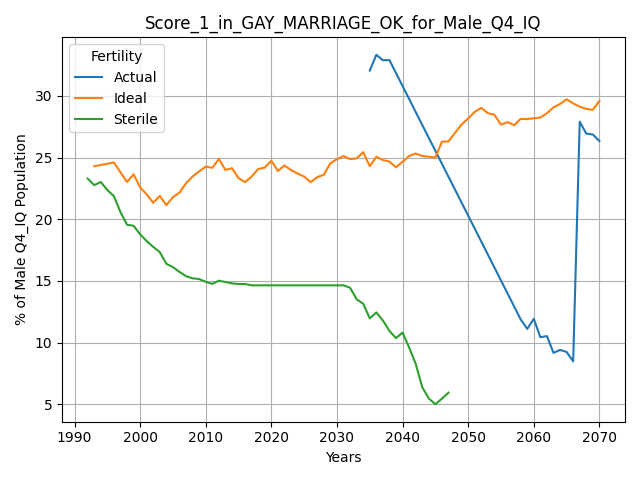 Score_1_in_GAY_MARRIAGE_OK_for_Male_Q4_IQ
Fertility
Actual
Ideal
Sterile
% of Male Q4_IQ Population
30
25
20
15
10
5
1990 2000 2010 2020 2030 2040 2050 2060 2070
Years